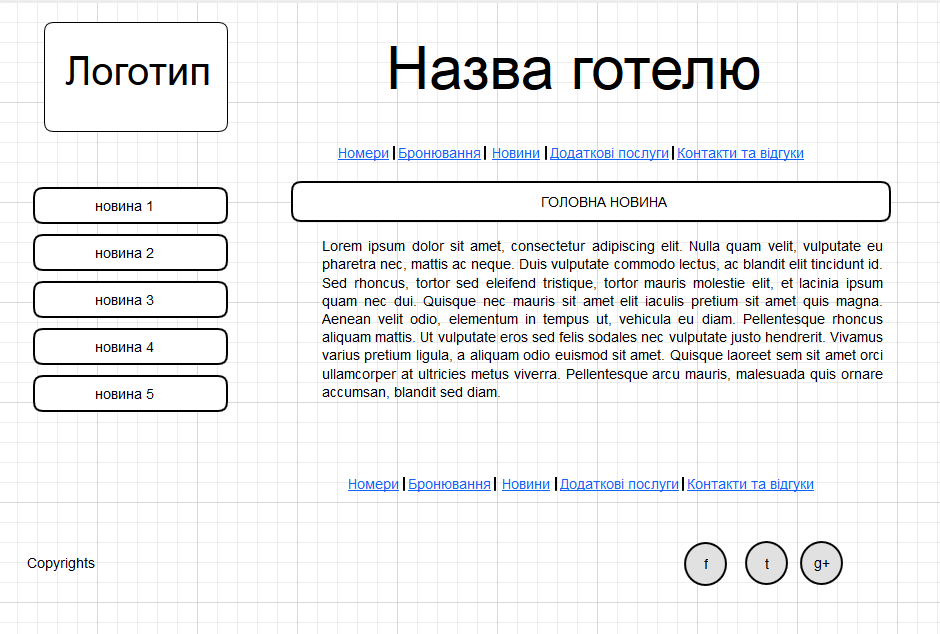 Логотип
Назва готелю
Номери Бронювання Новини Додаткові послуги Контакти та відгуки
новина 1
новина 2
новина 3
новина 4
новина 5
ГОЛОВНА НОВИНА
Lorem ipsum dolor sit amet, consectetur adipiscing elit. Nulla quam velit, vulputate eu
pharetra nec, mattis ac neque. Duis vulputate commodo lectus, ac blandit elit tincidunt id.
Sed rhoncus, tortor sed eleifend tristique, tortor mauris molestie elit, et lacinia ipsum
quam nec dui. Quisque nec mauris sit amet elit iaculis pretium sit amet quis magna.
Aenean velit odio, elementum in tempus ut, vehicula eu diam. Pellentesque rhoncus
aliquam mattis. Ut vulputate eros sed felis sodales nec vulputate justo hendrerit. Vivamus
varius pretium ligula, a aliquam odio euismod sit amet. Quisque laoreet sem sit amet orci
ullamcorper at ultricies metus viverra. Pellentesque arcu mauris, malesuada quis ornare
accumsan, blandit sed diam.
Номери Бронювання Новини Додаткові послуги Контакти та відгуки
Copyrights
f t g+